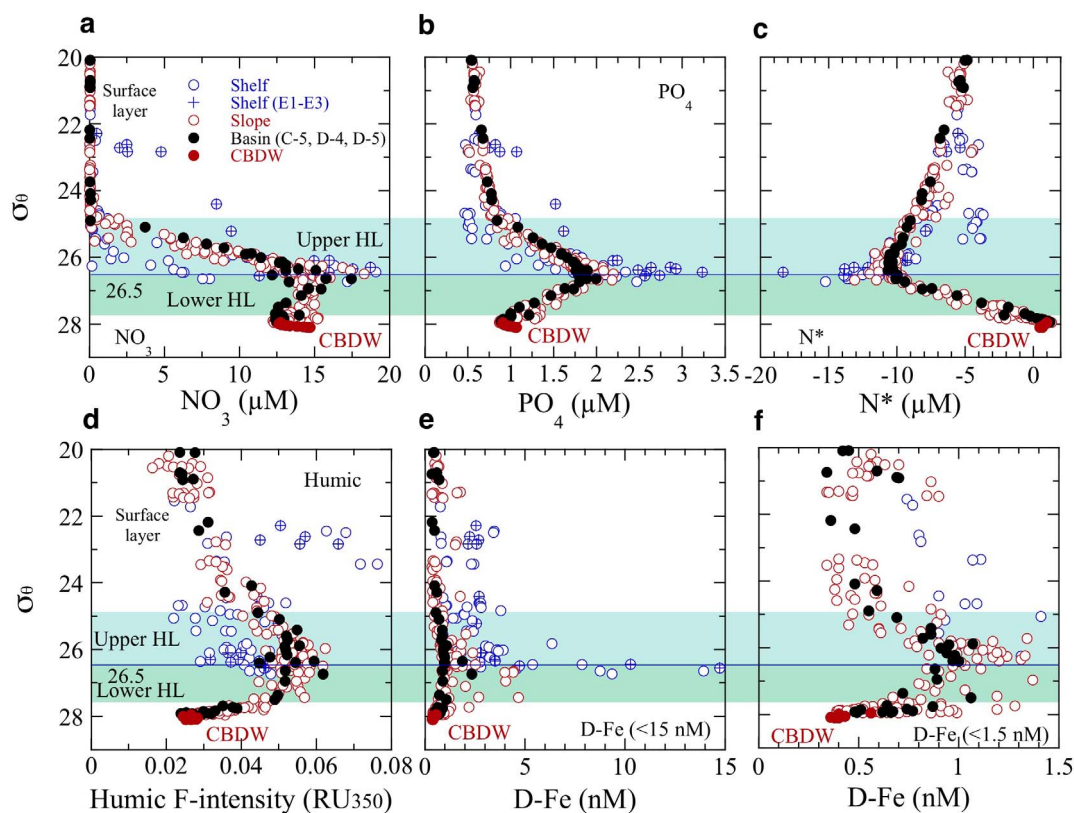 a
b
c
20
22
24
26
28
σθ
Surface
layer
Shelf
Shelf (E1-E3)
Slope
Basin (C-5, D-4, D-5)
CBDW
PO4
Upper HL
26.5
Lower HL
NO3
CBDW
CBDW
N*
CBDW
0 5 10 15 20
0 0.5 1 1.5 2 2.5 3 3.5
-20 -15 -10 -5 0
NO3 (µM)
PO4 (µM)
N* (µM)
d
e
f
20
22
24
26
28
σθ
Humic
Surface
layer
Upper HL
26.5
Lower HL
CBDW
CBDW
D-Fe (<15 nM)
20
22
24
26
28
CBDW
D-Fe (<1.5 nM)
0 0.02 0.04 0.06 0.08
0 5 10 15
0 0.5 1 1.5
Humic F-intensity (RU350)
D-Fe (nM)
D-Fe (nM)